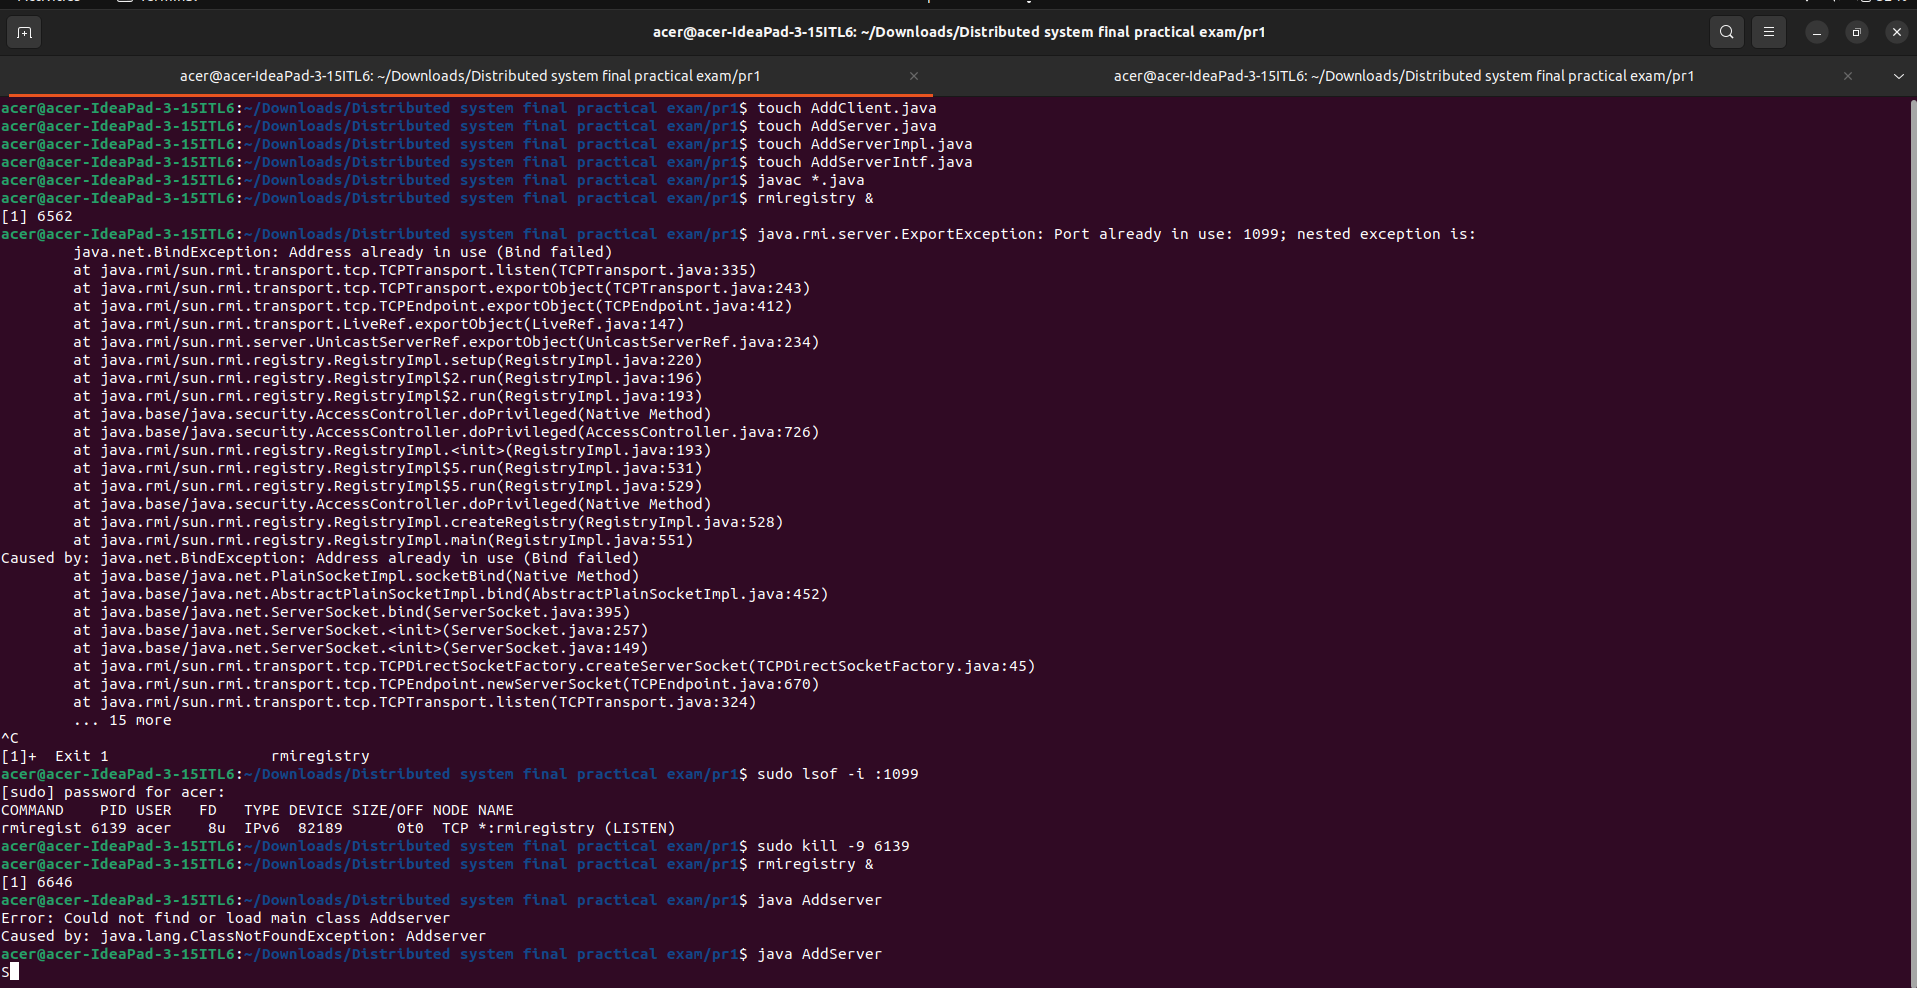 acer@acer-IdeaPad-3-15ITL6: ~/Downloads/Distributed system final practical exam/pr1
acer@acer-IdeaPad-3-15ITL6: ~/Downloads/Distributed system final practical exam/pr1 × acer@acer-IdeaPad-3-15ITL6: ~/Downloads/Distributed system final practical exam/pr1 ×
acer@acer-IdeaPad-3-15ITL6:~/Downloads/Distributed system final practical exam/pr1$ touch AddClient.java
acer@acer-IdeaPad-3-15ITL6:~/Downloads/Distributed system final practical exam/pr1$ touch AddServer.java
acer@acer-IdeaPad-3-15ITL6:~/Downloads/Distributed system final practical exam/pr1$ touch AddServerImpl.java
acer@acer-IdeaPad-3-15ITL6:~/Downloads/Distributed system final practical exam/pr1$ touch AddServerIntf.java
acer@acer-IdeaPad-3-15ITL6:~/Downloads/Distributed system final practical exam/pr1$ javac *.java
acer@acer-IdeaPad-3-15ITL6:~/Downloads/Distributed system final practical exam/pr1$ rmiregistry &
[1] 6562
acer@acer-IdeaPad-3-15ITL6:~/Downloads/Distributed system final practical exam/pr1$ java.rmi.server.ExportException: Port already in use: 1099; nested exception is:
java.net.BindException: Address already in use (Bind failed)
at java.rmi/sun.rmi.transport.tcp.TCPTransport.listen(TCPTransport.java:335)
at java.rmi/sun.rmi.transport.tcp.TCPTransport.exportObject(TCPTransport.java:243)
at java.rmi/sun.rmi.transport.tcp.TCPEndpoint.exportObject(TCPEndpoint.java:412)
at java.rmi/sun.rmi.transport.LiveRef.exportObject(LiveRef.java:147)
at java.rmi/sun.rmi.server.UnicastServerRef.exportObject(UnicastServerRef.java:234)
at java.rmi/sun.rmi.registry.RegistryImpl.setup(RegistryImpl.java:220)
at java.rmi/sun.rmi.registry.RegistryImpl$2.run(RegistryImpl.java:196)
at java.rmi/sun.rmi.registry.RegistryImpl$2.run(RegistryImpl.java:193)
at java.base/java.security.AccessController.doPrivileged(Native Method)
at java.base/java.security.AccessController.doPrivileged(AccessController.java:726)
at java.rmi/sun.rmi.registry.RegistryImpl.<init>(RegistryImpl.java:193)
at java.rmi/sun.rmi.registry.RegistryImpl$5.run(RegistryImpl.java:531)
at java.rmi/sun.rmi.registry.RegistryImpl$5.run(RegistryImpl.java:529)
at java.base/java.security.AccessController.doPrivileged(Native Method)
at java.rmi/sun.rmi.registry.RegistryImpl.createRegistry(RegistryImpl.java:528)
at java.rmi/sun.rmi.registry.RegistryImpl.main(RegistryImpl.java:551)
Caused by: java.net.BindException: Address already in use (Bind failed)
at java.base/java.net.PlainSocketImpl.socketBind(Native Method)
at java.base/java.net.AbstractPlainSocketImpl.bind(AbstractPlainSocketImpl.java:452)
at java.base/java.net.ServerSocket.bind(ServerSocket.java:395)
at java.base/java.net.ServerSocket.<init>(ServerSocket.java:257)
at java.base/java.net.ServerSocket.<init>(ServerSocket.java:149)
at java.rmi/sun.rmi.transport.tcp.TCPDirectSocketFactory.createServerSocket(TCPDirectSocketFactory.java:45)
at java.rmi/sun.rmi.transport.tcp.TCPEndpoint.newServerSocket(TCPEndpoint.java:670)
at java.rmi/sun.rmi.transport.tcp.TCPTransport.listen(TCPTransport.java:324)
... 15 more
^C
[1]+  Exit 1                  rmiregistry
acer@acer-IdeaPad-3-15ITL6:~/Downloads/Distributed system final practical exam/pr1$ sudo lsof -i :1099
[sudo] password for acer:
COMMAND    PID USER   FD   TYPE DEVICE SIZE/OFF NODE NAME
rmiregist 6139 acer    8u  IPv6  82189      0t0  TCP *:rmiregistry (LISTEN)
acer@acer-IdeaPad-3-15ITL6:~/Downloads/Distributed system final practical exam/pr1$ sudo kill -9 6139
acer@acer-IdeaPad-3-15ITL6:~/Downloads/Distributed system final practical exam/pr1$ rmiregistry &
[1] 6646
acer@acer-IdeaPad-3-15ITL6:~/Downloads/Distributed system final practical exam/pr1$ java Addserver
Error: Could not find or load main class Addserver
Caused by: java.lang.ClassNotFoundException: Addserver
acer@acer-IdeaPad-3-15ITL6:~/Downloads/Distributed system final practical exam/pr1$ java AddServer
S